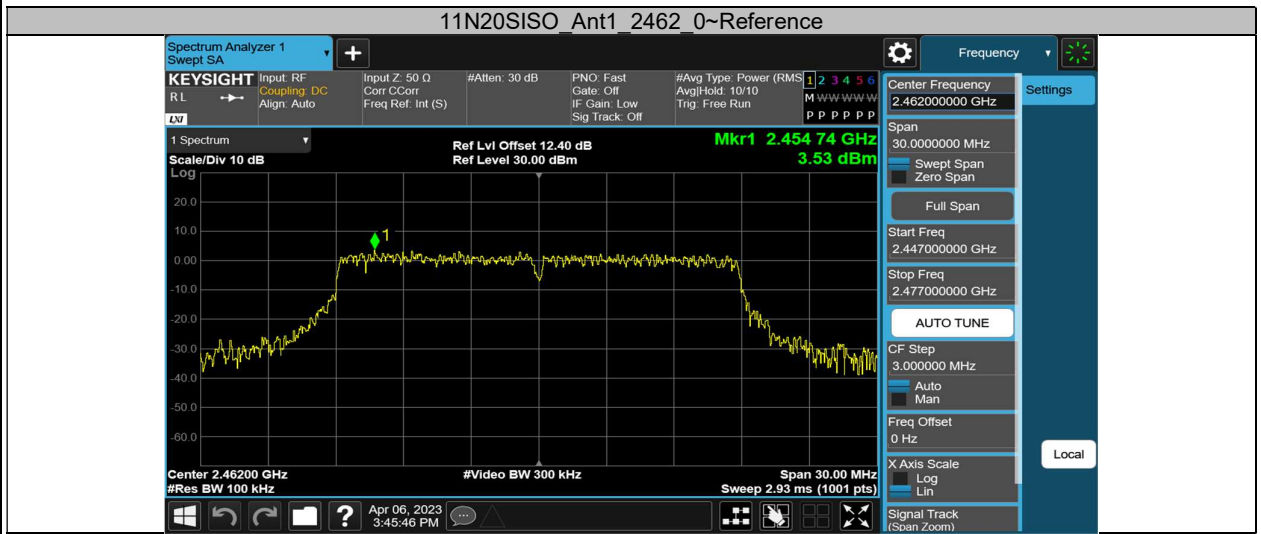 11N20SISO_Ant1_2462_0~Reference
Spectrum Analyzer 1
Swept SA
+
Frequency
KEYSIGHT
RL
LXI
Input: RF
Coupling: DC
Align: Auto
Input Z: 50 Ω
Corr CCorr
Freq Ref: Int (S)
#Atten: 30 dB
PNO: Fast
Gate: Off
IF Gain: Low
Sig Track: Off
#Avg Type: Power (RMS
Avg|Hold: 10/10
Trig: Free Run
1 2 3 4 5 6
M W W W W W
P P P P P P
1 Spectrum
Scale/Div 10 dB
Log
Ref Lvl Offset 12.40 dB
Ref Level 30.00 dBm
Mkr1 2.454 74 GHz
3.53 dBm
20.0
10.0
0.00
-10.0
-20.0
-30.0
-40.0
-50.0
-60.0
1
Center 2.46200 GHz
#Res BW 100 kHz
#Video BW 300 kHz
Span 30.00 MHz
Sweep 2.93 ms (1001 pts)
Center Frequency
2.462000000 GHz
Span
30.0000000 MHz
Swept Span
Zero Span
Full Span
Start Freq
2.447000000 GHz
Stop Freq
2.477000000 GHz
AUTO TUNE
CF Step
3.000000 MHz
Auto
Man
Freq Offset
0 Hz
X Axis Scale
Log
Lin
Signal Track
(Span Zoom)
Settings
Local
?
Apr 06, 2023
3:45:46 PM